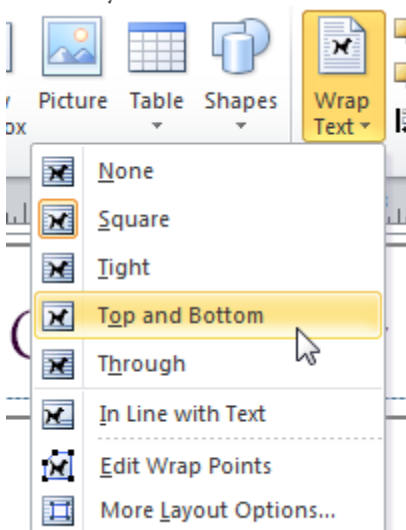 Picture Table Shapes Wrap
Text
ox
None
Square
Tight
Top and Bottom
Through
In Line with Text
Edit Wrap Points
More Layout Options...